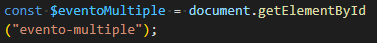 const $eventoMultiple = document.getElementById
("evento-multiple");